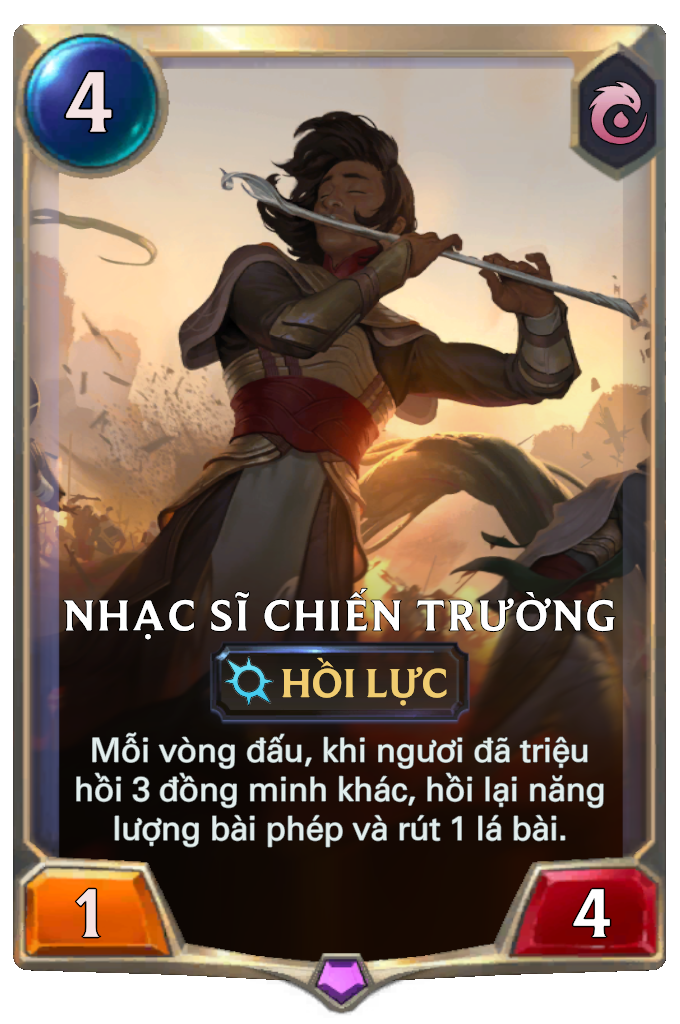 4
NHẠC SĨ CHIẾN TRƯỜNG
HỒI LỰC
Mỗi vòng đấu, khi ngươi đã triệu
hồi 3 đồng minh khác, hồi lại năng
lượng bài phép và rút 1 lá bài.
1
4